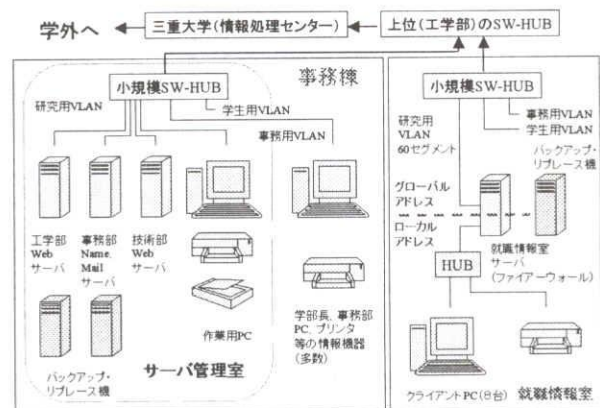 学外へ
三重大学(情報処理センター)
上位(工学部)のSW-HUB
事務棟
小規模SW-HUB
研究用VLAN
学生用VLAN
事務用VLAN
工学部
Web
サーバ
事務部
Name,
Mail
サーバ
技術部
Web
サーバ
作業用PC
学部長、事務部
PC、プリンタ
等の情報機器
(多数)
バックアップ・
リプレース機
サーバ管理室
小規模SW-HUB
事務用VLAN
学生用VLAN
研究用
VLAN
60セグメント
バックアップ・
リプレース機
グローバル
アドレス
ローカル
アドレス
HUB
就職情報室
サーバ
(ファイアーウォール)
クライアントPC(8台)
就職情報室